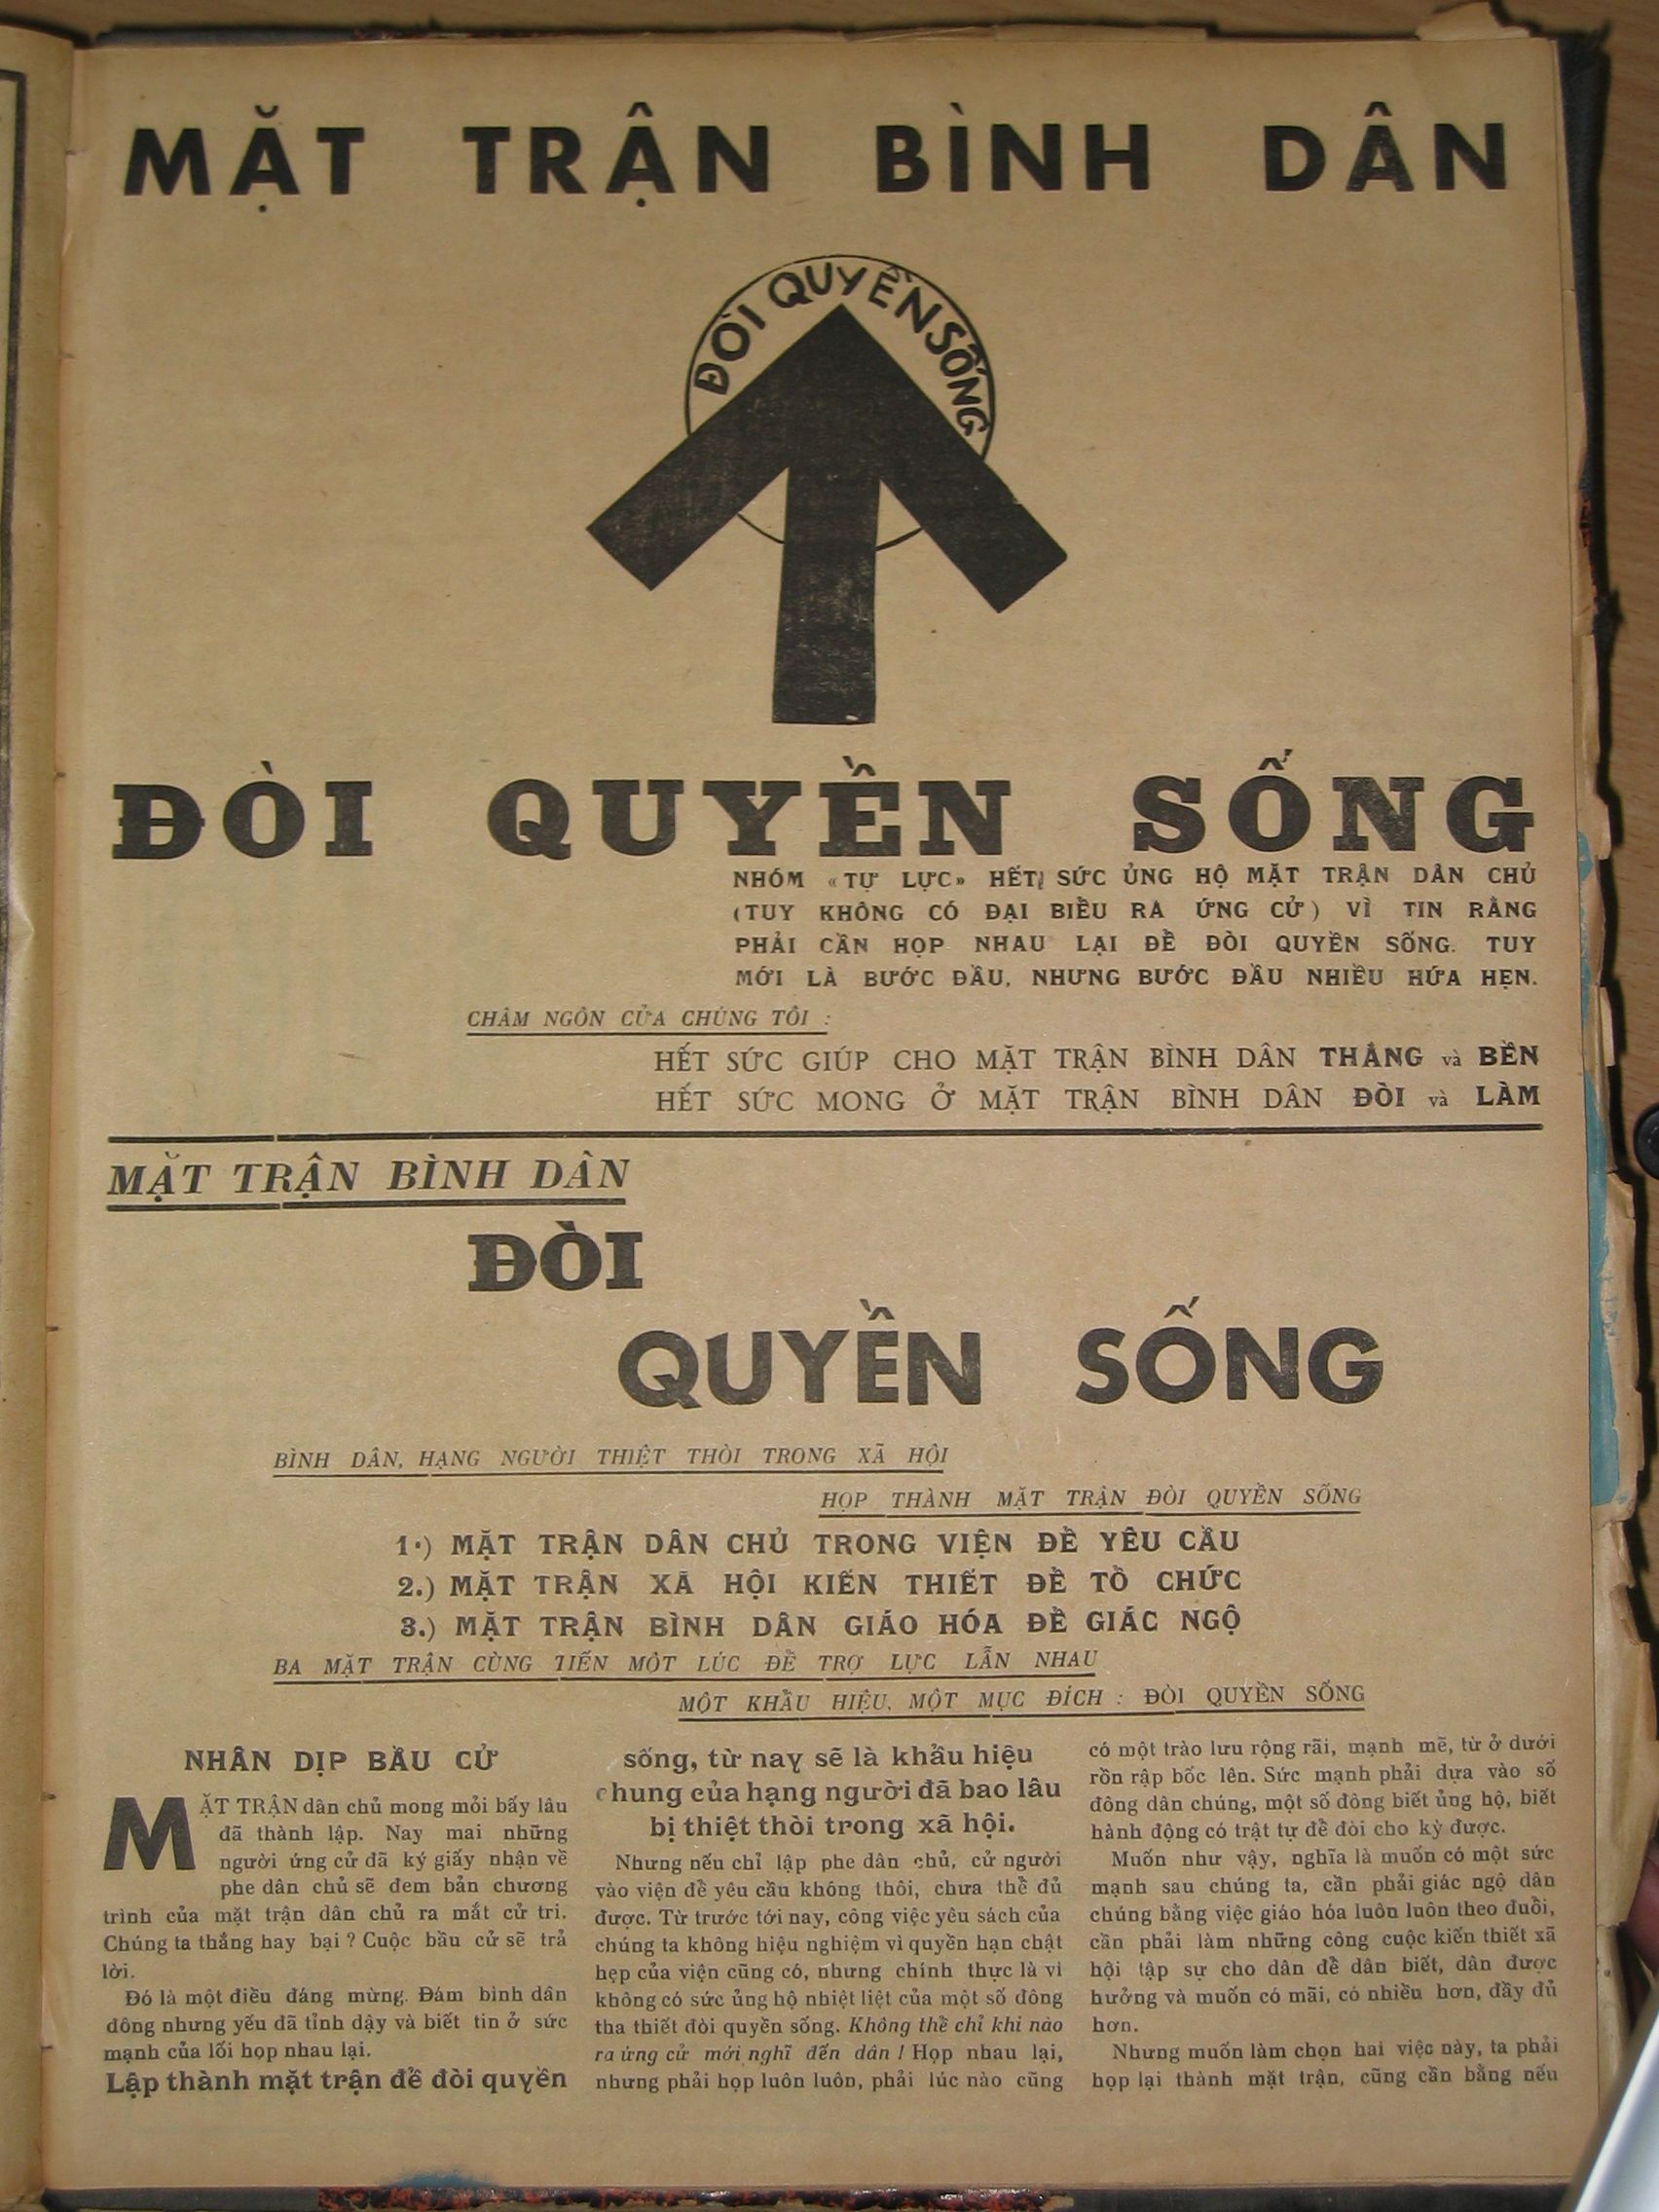 MẶT TRẬN BÌNH DÂN
ĐÒI QUYỀN SỐNG
ĐÒI QUYỀN SỐNG
NHÓM «TỰ LỰC» HẾT SỨC ỦNG HỘ MẶT TRẬN DÂN CHỦ
(TUY KHÔNG CÓ ĐẠI BIỂU RA ỨNG CỬ) VÌ TIN RẰNG
PHẢI CẦN HỌP NHAU LẠI ĐỂ ĐÒI QUYỀN SỐNG. TUY
MỚI LÀ BƯỚC ĐẦU, NHƯNG BƯỚC ĐẦU NHIỀU HỨA HẸN.
CHÂM NGÔN CỦA CHÚNG TÔI :
HẾT SỨC GIÚP CHO MẶT TRẬN BÌNH DÂN THẮNG và BỀN
HẾT SỨC MONG Ở MẶT TRẬN BÌNH DÂN ĐÒI và LÀM
MẶT TRẬN BÌNH DÂN
ĐÒI
QUYỀN SỐNG
BÌNH DÂN, HẠNG NGƯỜI THIỆT THÒI TRONG XÃ HỘI
HỌP THÀNH MẶT TRẬN ĐÒI QUYỀN SỐNG
1·) MẶT TRẬN DÂN CHỦ TRONG VIỆN ĐỂ YÊU CẦU
2.) MẶT TRẬN XÃ HỘI KIẾN THIẾT ĐỂ TỔ CHỨC
3.) MẶT TRẬN BÌNH DÂN GIÁO HÓA ĐỂ GIÁC NGỘ
BA MẶT TRẬN CÙNG TIẾN MỘT LÚC ĐỂ TRỢ LỰC LẪN NHAU
MỘT KHẨU HIỆU, MỘT MỤC ĐÍCH : ĐÒI QUYỀN SỐNG
NHÂN DỊP BẦU CỬ
MẶT TRẬN dân chủ mong mỏi bấy lâu
đã thành lập. Nay mai những
người ứng cử đã ký giấy nhận về
phe dân chủ sẽ đem bản chương
trình của mặt trận dân chủ ra mắt cử tri.
Chúng ta thắng hay bại ? Cuộc bầu cử sẽ trả
lời.
Đó là một điều đáng mừng. Đám bình dân
đông nhưng yếu đã tỉnh dậy và biết tin ở sức
mạnh của lối họp nhau lại.
Lập thành mặt trận để đòi quyền
sống, từ nay sẽ là khẩu hiệu
chung của hạng người đã bao lâu
bị thiệt thòi trong xã hội.
Nhưng nếu chỉ lập phe dân chủ, cử người
vào viện để yêu cầu không thôi, chưa thể đủ
được. Từ trước tới nay, công việc yêu sách của
chúng ta không hiệu nghiệm vì quyền hạn chật
hẹp của viện cũng có, nhưng chính thực là vì
không có sức ủng hộ nhiệt liệt của một số đông
tha thiết đòi quyền sống. Không thể chỉ khi nào
ra ứng cử mới nghĩ đến dân ! Họp nhau lại,
nhưng phải họp luôn luôn, phải lúc nào cũng
có một trào lưu rộng rãi, mạnh mẽ, từ ở dưới
rồn rập bốc lên. Sức mạnh phải dựa vào số
đông dân chúng, một số đông biết ủng hộ, biết
hành động có trật tự để đòi cho kỳ được.
Muốn như vậy, nghĩa là muốn có một sức
mạnh sau chúng ta, cần phải giác ngộ dân
chúng bằng việc giáo hóa luôn luôn theo đuổi,
cần phải làm những công cuộc kiến thiết xã
hội tập sự cho dân để dân biết, dân được
hưởng và muốn có mãi, có nhiều hơn, đầy đủ
hơn.
Nhưng muốn làm chọn hai việc này, ta phải
họp lại thành mặt trận, cũng cần bằng nếu